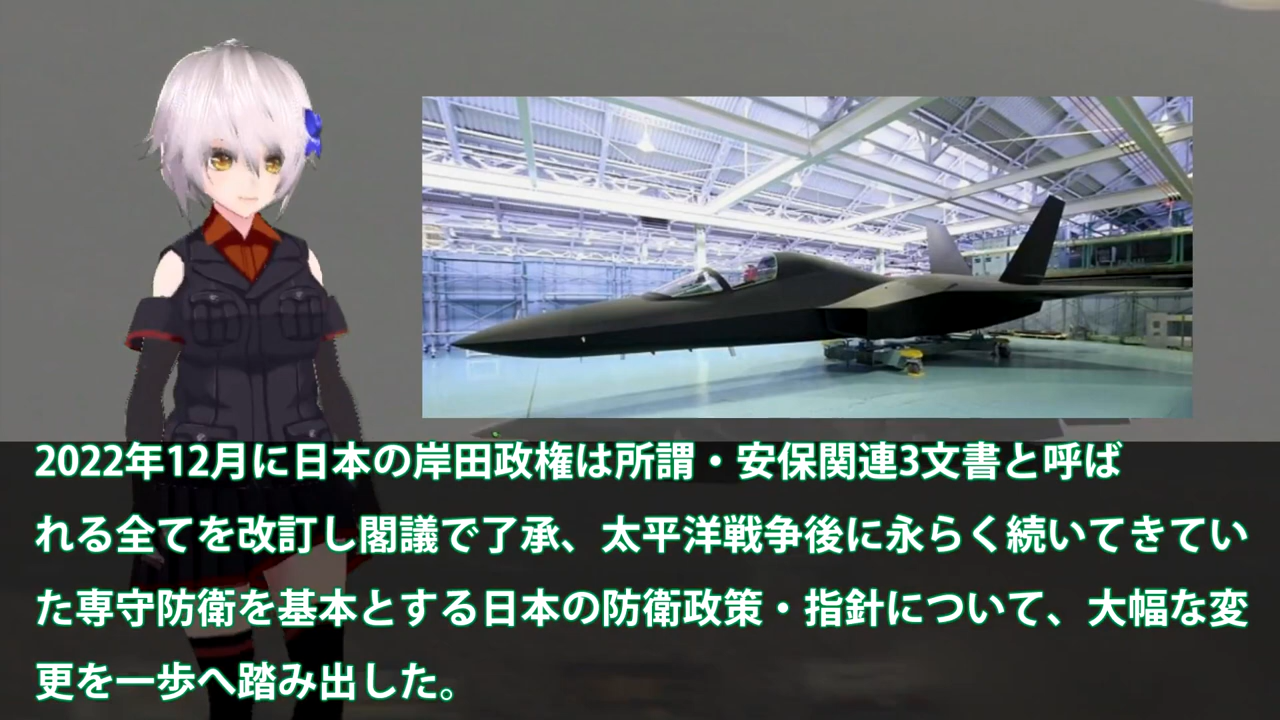 2022年12月に日本の岸田政権は所謂・安保関連3文書と呼ば
れる全てを改訂し閣議で了承、太平洋戦争後に永らく続いてきてい
た専守防衛を基本とする日本の防衛政策・指針について、大幅な変
更を一歩へ踏み出した。